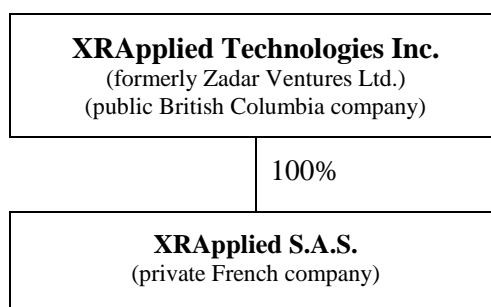 XRApplied Technologies Inc.
(formerly Zadar Ventures Ltd.)
(public British Columbia company)
100%
XRApplied S.A.S.
(private French company)